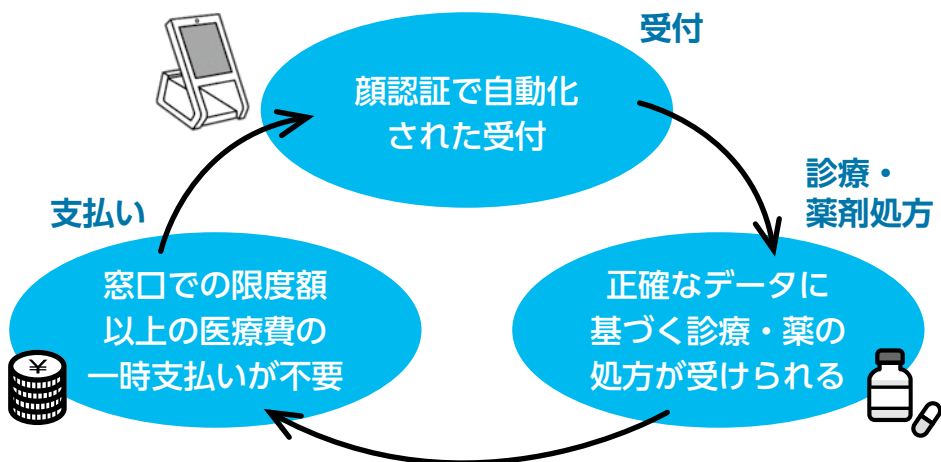 受付
顔認証で自動化
された受付
診療・
薬剤処方
正確なデータに
基づく診療・薬の
処方が受けられる
支払い
窓口での限度額
以上の医療費の
一時支払いが不要
¥